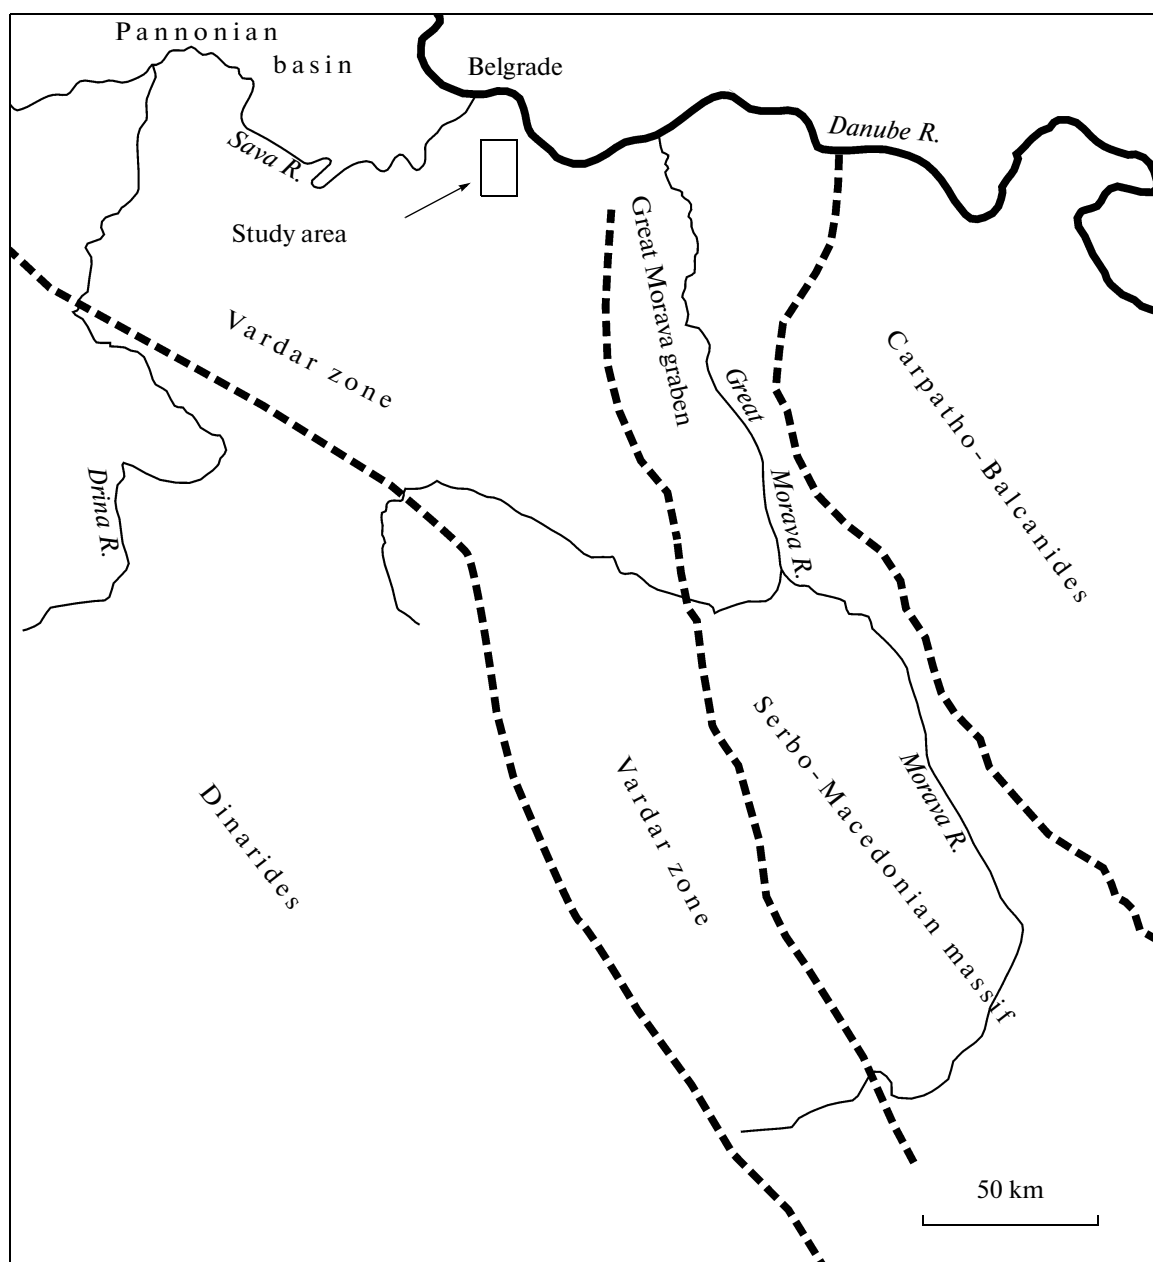 Pannonian
basin
Belgrade
Danube R.
Sava R.
Study area
Great Morava graben
Vardar zone
Carpatho-Balcanides
Great
Morava R.
Drina R.
Serbo-Macedonian massif
Morava R.
Vardar zone
Dinarides
50 km